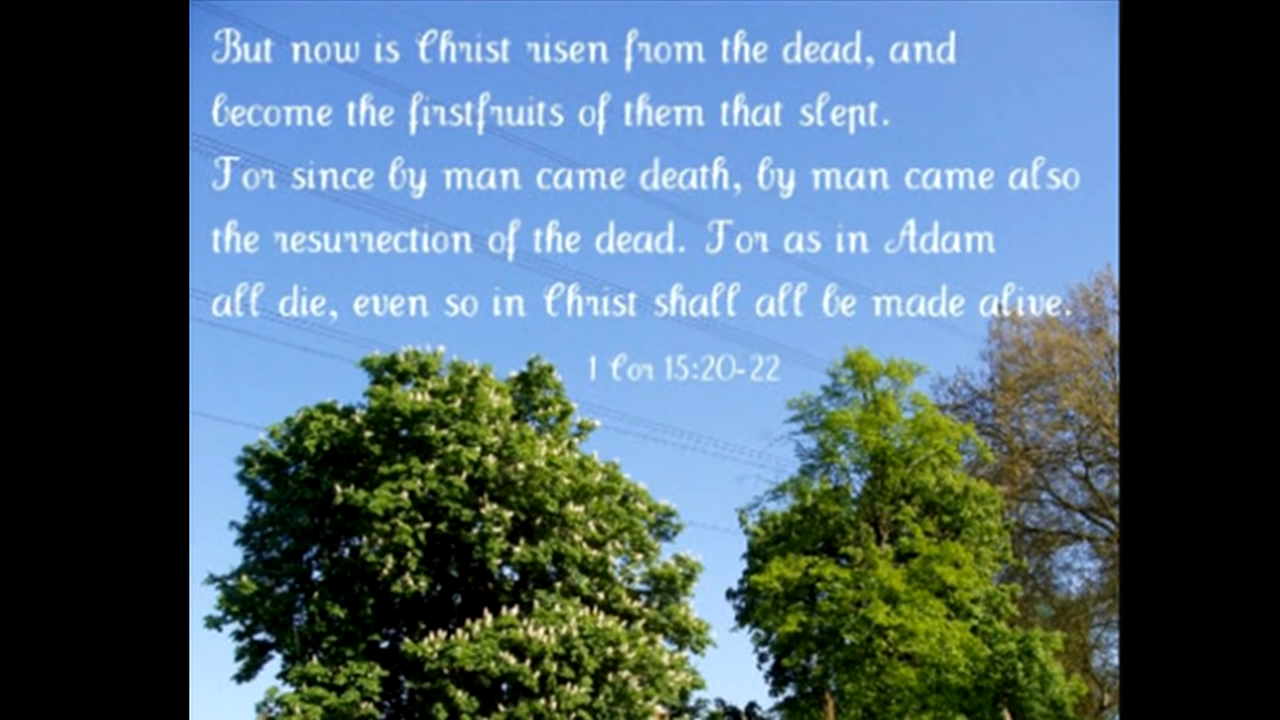 But now is Christ risen from the dead, and
become the firstfruits of them that slept.
For since by man came death, by man came also
the resurrection of the dead. For as in Adam
all die, even so in Christ shall all be made alive.
1 Cor 15:20-22